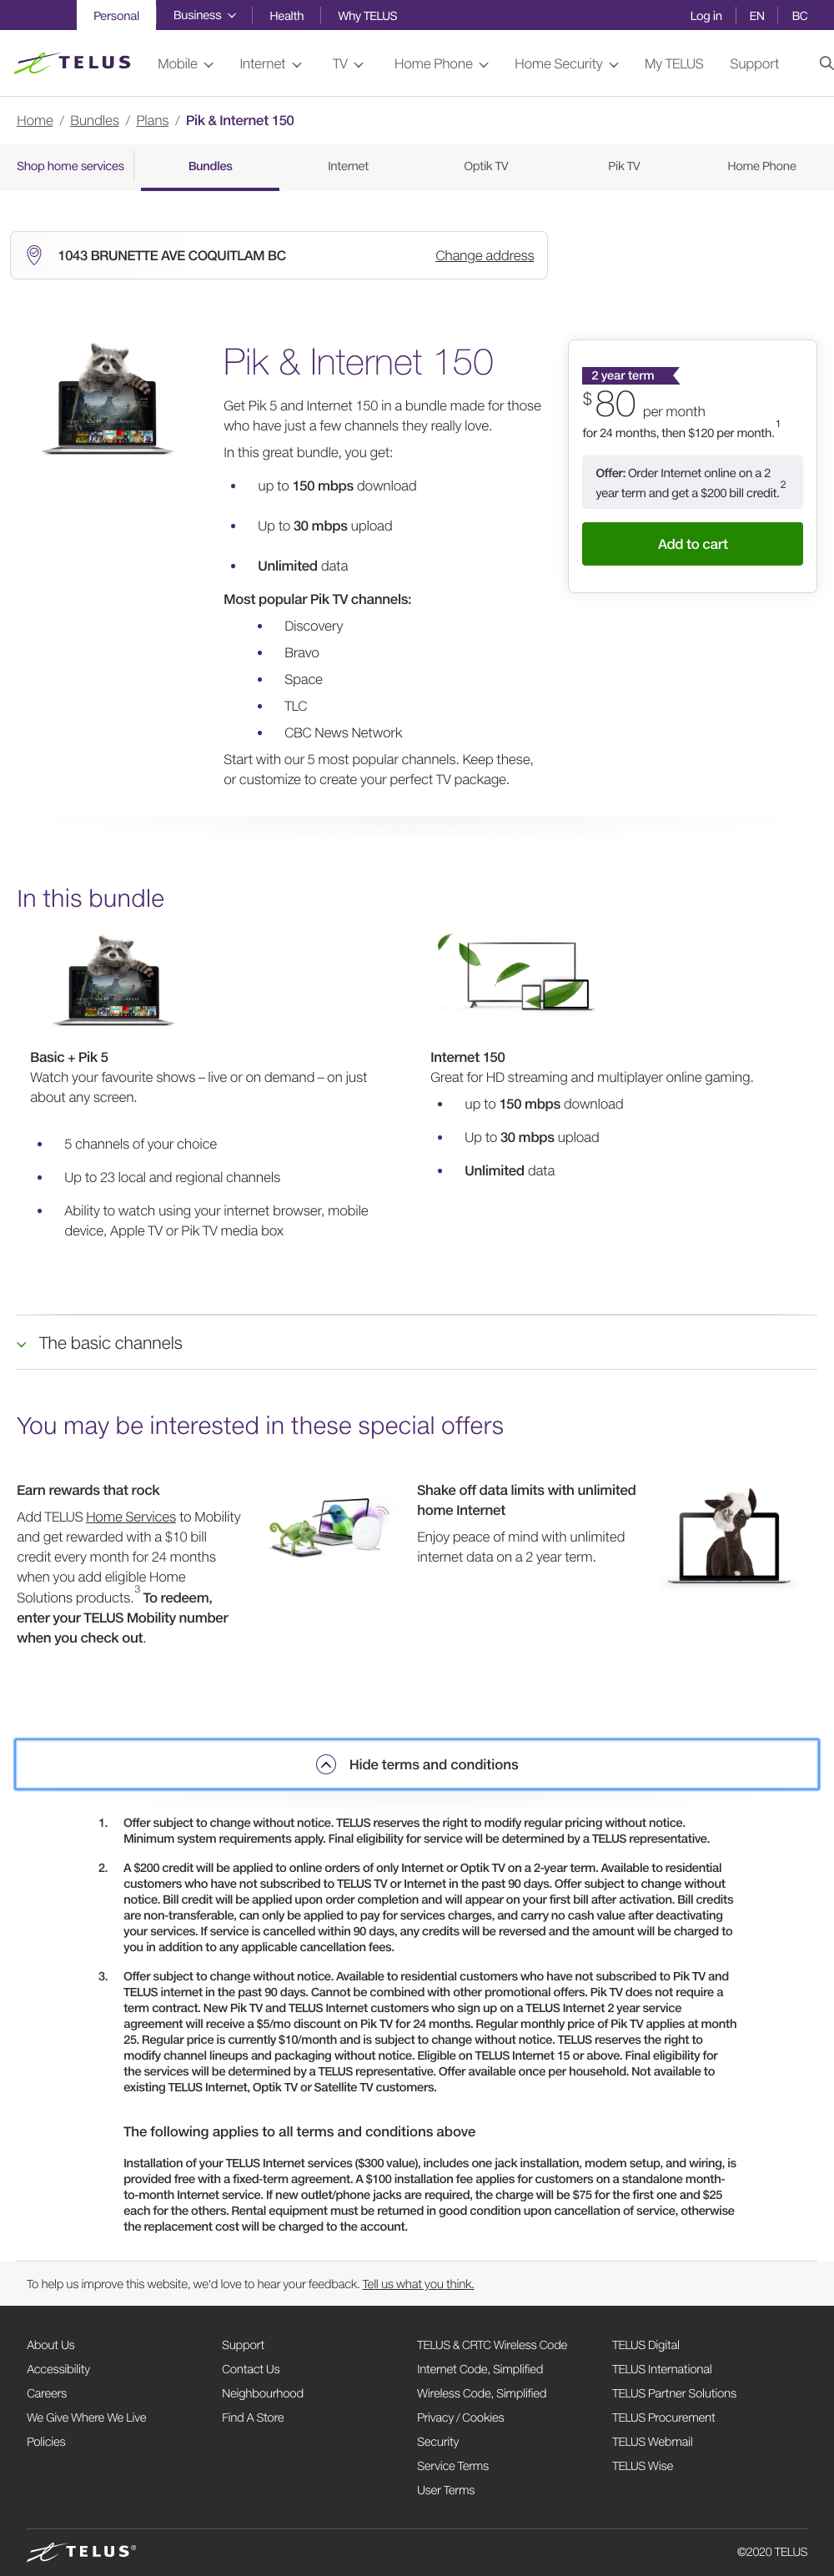 Personal
Business
Health
Why TELUS
Log in
EN
BC
TELUS
Mobile
Internet
TV
Home Phone
Home Security
My TELUS
Support
Home / Bundles / Plans / Pik & Internet 150
Shop home services
Bundles
Internet
Optik TV
Pik TV
Home Phone
1043 BRUNETTE AVE COQUITLAM BC
Change address
Pik & Internet 150
Get Pik 5 and Internet 150 in a bundle made for those
who have just a few channels they really love.
In this great bundle, you get:
• up to 150 mbps download
• Up to 30 mbps upload
• Unlimited data
Most popular Pik TV channels:
• Discovery
• Bravo
• Space
• TLC
• CBC News Network
Start with our 5 most popular channels. Keep these,
or customize to create your perfect TV package.
2 year term
$80 per month
for 24 months, then $120 per month.1
Offer: Order Internet online on a 2
year term and get a $200 bill credit.2
Add to cart
In this bundle
Basic + Pik 5
Watch your favourite shows – live or on demand – on just
about any screen.
• 5 channels of your choice
• Up to 23 local and regional channels
• Ability to watch using your internet browser, mobile
device, Apple TV or Pik TV media box
Internet 150
Great for HD streaming and multiplayer online gaming.
• up to 150 mbps download
• Up to 30 mbps upload
• Unlimited data
The basic channels
You may be interested in these special offers
Earn rewards that rock
Add TELUS Home Services to Mobility
and get rewarded with a $10 bill
credit every month for 24 months
when you add eligible Home
Solutions products.3 To redeem,
enter your TELUS Mobility number
when you check out.
Shake off data limits with unlimited
home Internet
Enjoy peace of mind with unlimited
internet data on a 2 year term.
Hide terms and conditions
1. Offer subject to change without notice. TELUS reserves the right to modify regular pricing without notice.
Minimum system requirements apply. Final eligibility for service will be determined by a TELUS representative.
2. A $200 credit will be applied to online orders of only Internet or Optik TV on a 2-year term. Available to residential
customers who have not subscribed to TELUS TV or Internet in the past 90 days. Offer subject to change without
notice. Bill credit will be applied upon order completion and will appear on your first bill after activation. Bill credits
are non-transferable, can only be applied to pay for services charges, and carry no cash value after deactivating
your services. If service is cancelled within 90 days, any credits will be reversed and the amount will be charged to
you in addition to any applicable cancellation fees.
3. Offer subject to change without notice. Available to residential customers who have not subscribed to Pik TV and
TELUS internet in the past 90 days. Cannot be combined with other promotional offers. Pik TV does not require a
term contract. New Pik TV and TELUS Internet customers who sign up on a TELUS Internet 2 year service
agreement will receive a $5/mo discount on Pik TV for 24 months. Regular monthly price of Pik TV applies at month
25. Regular price is currently $10/month and is subject to change without notice. TELUS reserves the right to
modify channel lineups and packaging without notice. Eligible on TELUS Internet 15 or above. Final eligibility for
the services will be determined by a TELUS representative. Offer available once per household. Not available to
existing TELUS Internet, Optik TV or Satellite TV customers.
The following applies to all terms and conditions above
Installation of your TELUS Internet services ($300 value), includes one jack installation, modem setup, and wiring, is
provided free with a fixed-term agreement. A $100 installation fee applies for customers on a standalone month-
to-month Internet service. If new outlet/phone jacks are required, the charge will be $75 for the first one and $25
each for the others. Rental equipment must be returned in good condition upon cancellation of service, otherwise
the replacement cost will be charged to the account.
To help us improve this website, we'd love to hear your feedback. Tell us what you think.
About Us
Accessibility
Careers
We Give Where We Live
Policies
Support
Contact Us
Neighbourhood
Find A Store
TELUS & CRTC Wireless Code
Internet Code, Simplified
Wireless Code, Simplified
Privacy / Cookies
Security
Service Terms
User Terms
TELUS Digital
TELUS International
TELUS Partner Solutions
TELUS Procurement
TELUS Webmail
TELUS Wise
TELUS®
©2020 TELUS